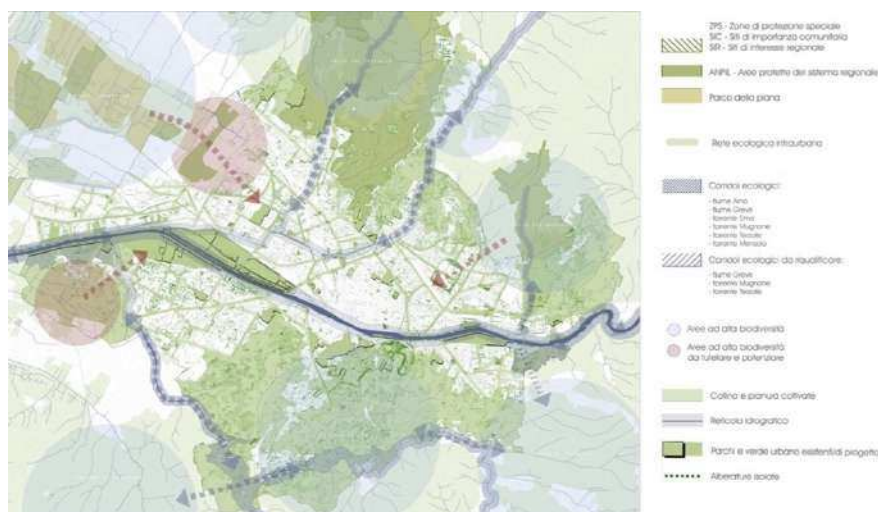 ZPS - Zone di protezione speciale
SIC - Siti di importanza comunitaria
SIR - Siti di interesse regionale
ANPIL - Aree protette del sistema regionale
Parco della piana
Rete ecologica intraurbana
Corridoi ecologici:
- fiume Arno
- fiume Greve
- torrente Ema
- torrente Mugnone
- torrente Terzolle
- torrente Mensola
Corridoi ecologici da riqualificare:
- fiume Greve
- torrente Mugnone
- torrente Terzolle
Aree ad alta biodiversità
Aree ad alta biodiversità
da tutelare e potenziare
Collina e pianura coltivate
Reticolo idrografico
Parchi e verde urbano esistenti/di progetto
Alberature isolate